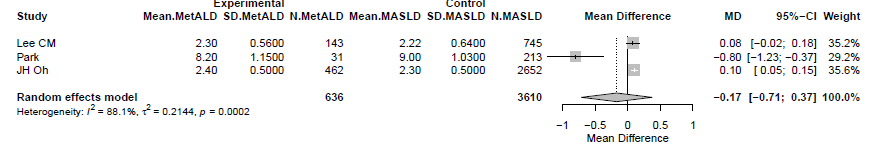 Experimental Control
Study Mean.MetALD SD.MetALD N.MetALD Mean.MASLD SD.MASLD N.MASLD Mean Difference MD 95%−CI Weight
Lee CM 2.30 0.5600 143 2.22 0.6400 745 0.08 [−0.02; 0.18] 35.2%
Park 8.20 1.1500 31 9.00 1.0300 213 −0.80 [−1.23; −0.37] 29.2%
JH Oh 2.40 0.5000 462 2.30 0.5000 2652 0.10 [ 0.05; 0.15] 35.6%
Random effects model 636 3610 −0.17 [−0.71; 0.37] 100.0%
Heterogeneity: I² = 88.1%, τ² = 0.2144, p = 0.0002
−1 −0.5 0 0.5 1
Mean Difference